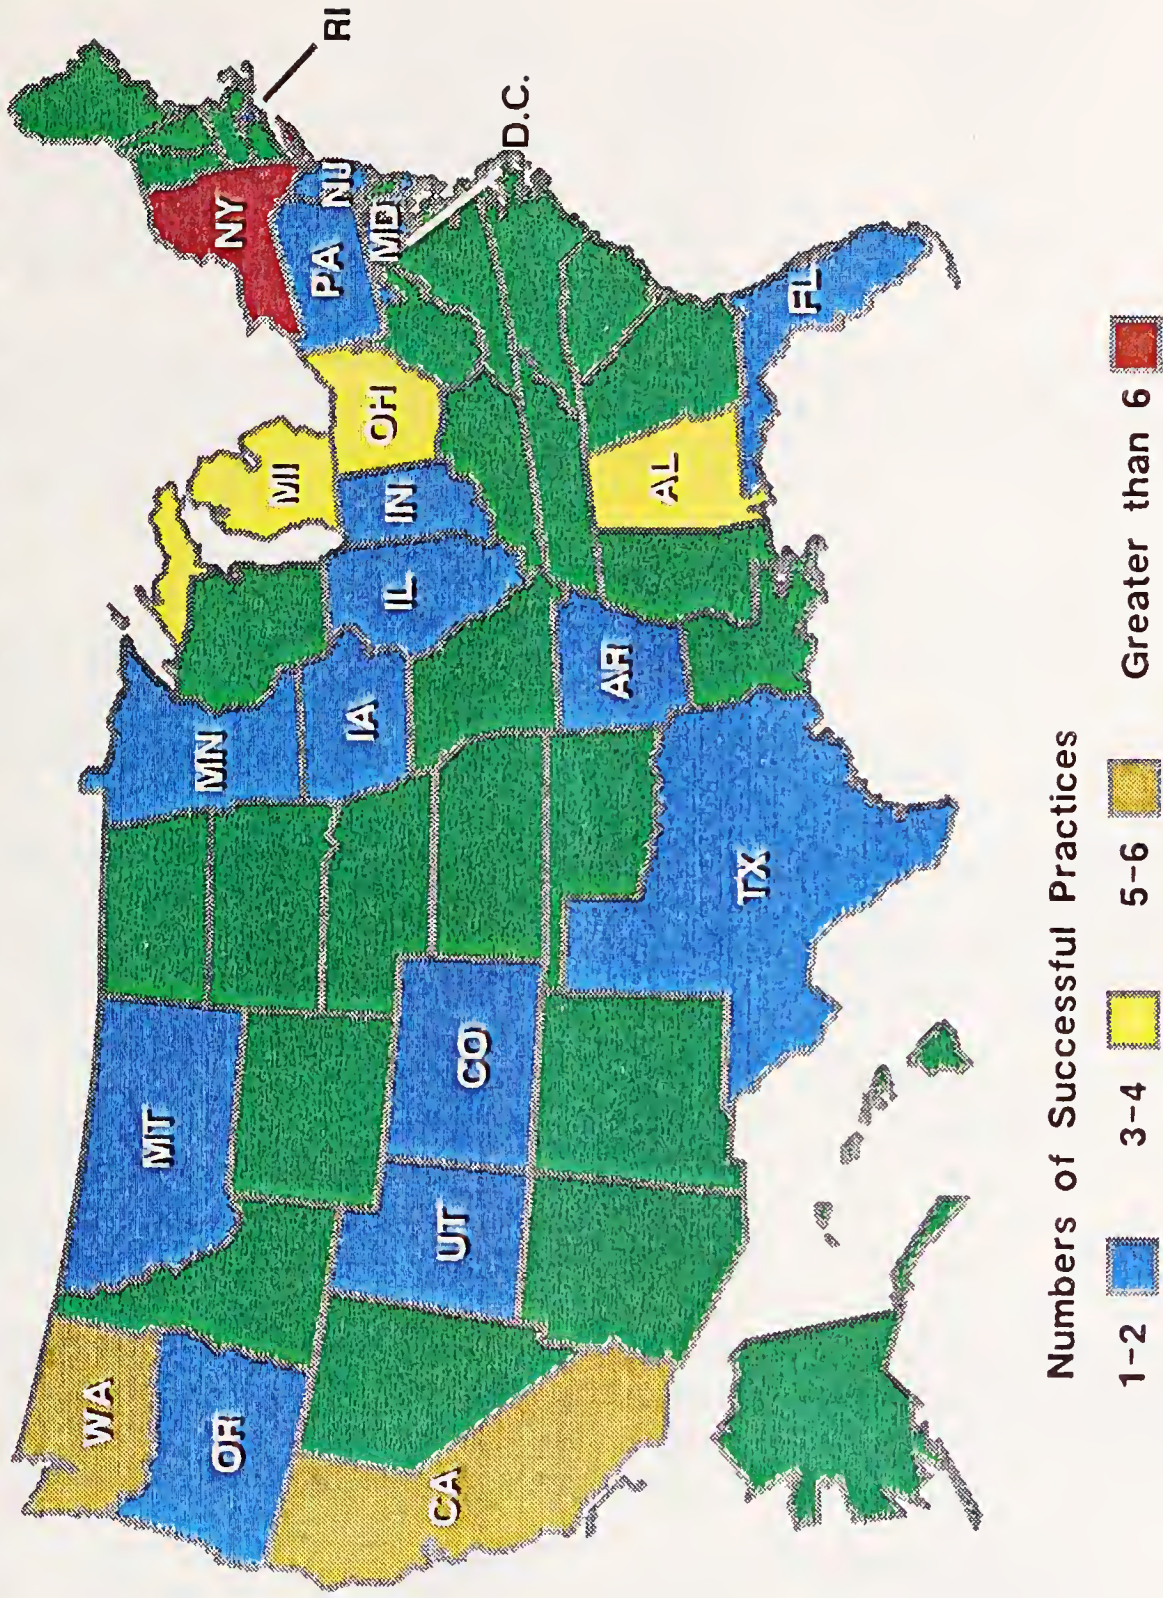 WA
MT
MN
NY
RI
OR
MI
PA
NJ
IA
IL
IN
OH
MD
D.C.
CA
UT
CO
AR
AL
TX
FL
Numbers of Successful Practices
1-2 3-4 5-6 Greater than 6